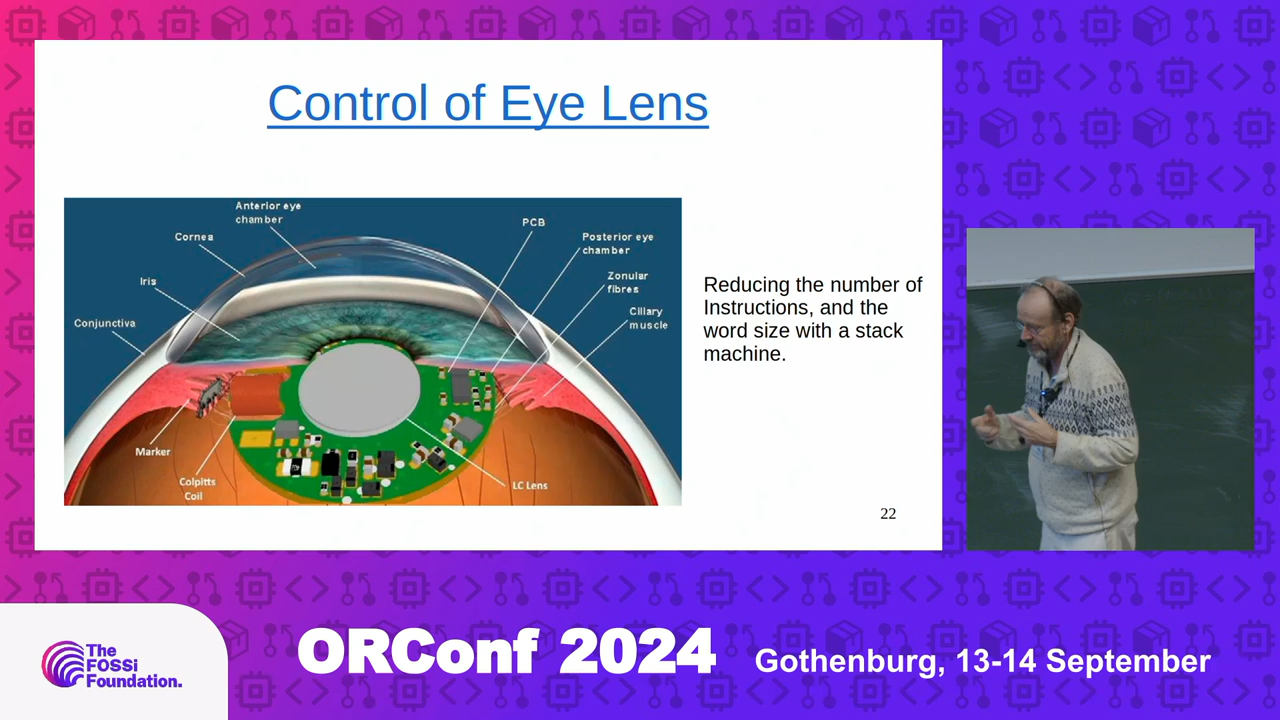 Control of Eye Lens
Anterior eye
chamber
Cornea
Iris
Conjunctiva
PCB
Posterior eye
chamber
Zonular
fibres
Ciliary
muscle
Marker
Colpitts
Coil
LC Lens
Reducing the number of
Instructions, and the
word size with a stack
machine.
22
The
FOSSi
Foundation.
ORConf 2024
Gothenburg, 13-14 September